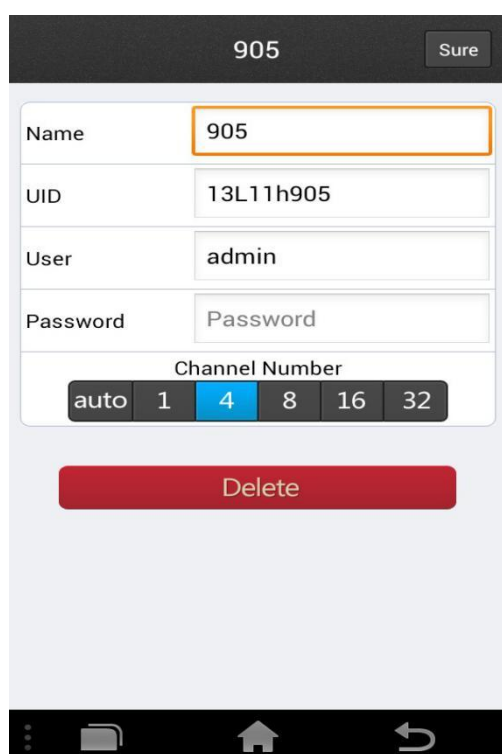 905 Sure
Name 905
UID 13L11h905
User admin
Password Password
Channel Number
auto 1 4 8 16 32
Delete